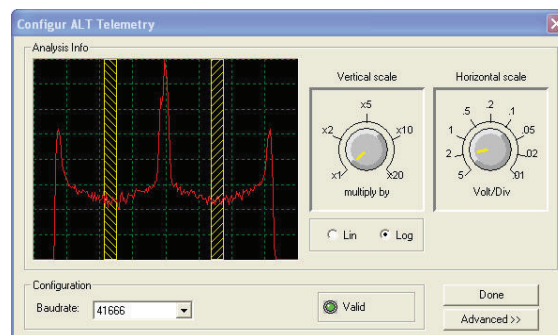 Configur ALT Telemetry
Analysis Info
Vertical scale
x1
x2
x5
x10
x20
multiply by
Lin
Log
Horizontal scale
5
2
1
.5
.2
.1
.05
.02
.01
Volt/Div
Configuration
Baudrate: 41666
Valid
Done
Advanced >>